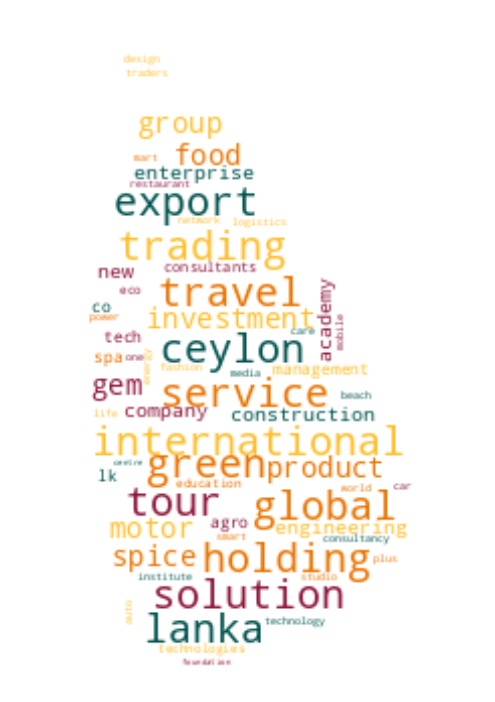 design
traders
group
mart food
enterprise
restaurant
export
network logistics
trading
new consultants
eco travel
co investment
power
academy
mobile
tech ceylon care
spa one
energy
fashion media management
gem service beach
life company construction
international
centre green product
lk education world car
tour global
motor agro engineering
smart consultancy
spice holding plus
institute studio
solution
auto
lanka technology
technologies
foundation